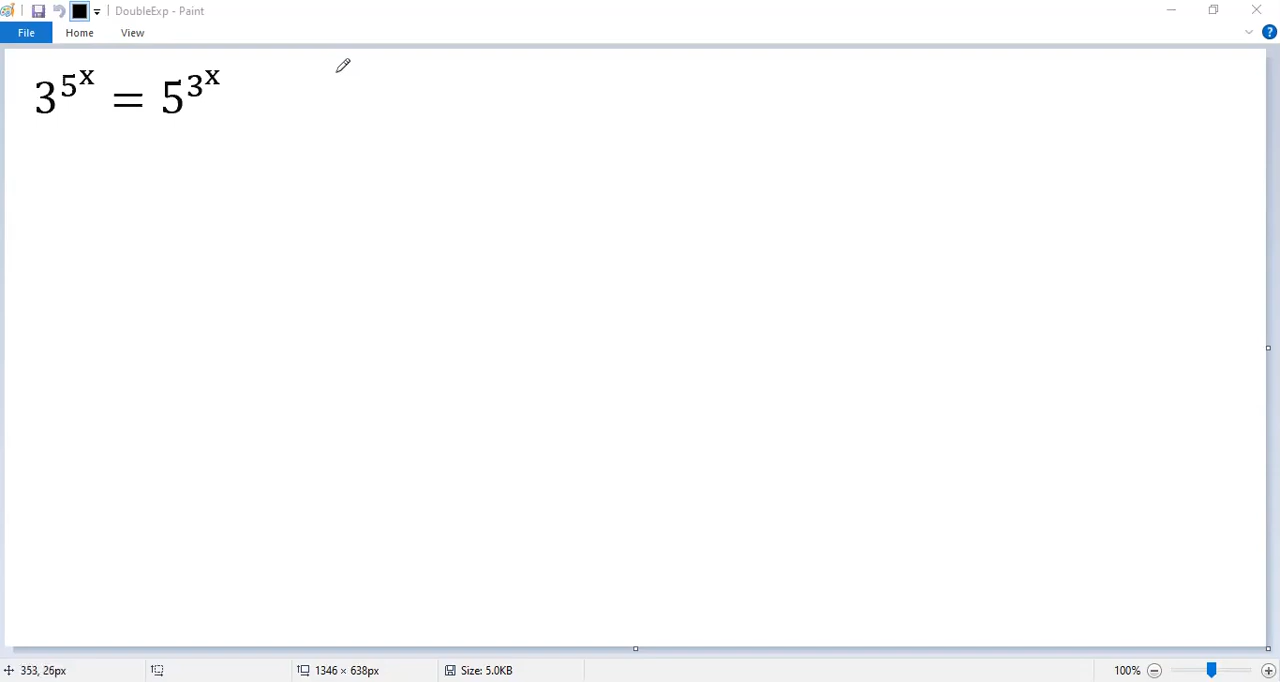 DoubleExp - Paint
File Home View
3^{5^x} = 5^{3^x}
353, 26px 1346 × 638px Size: 5.0KB 100%